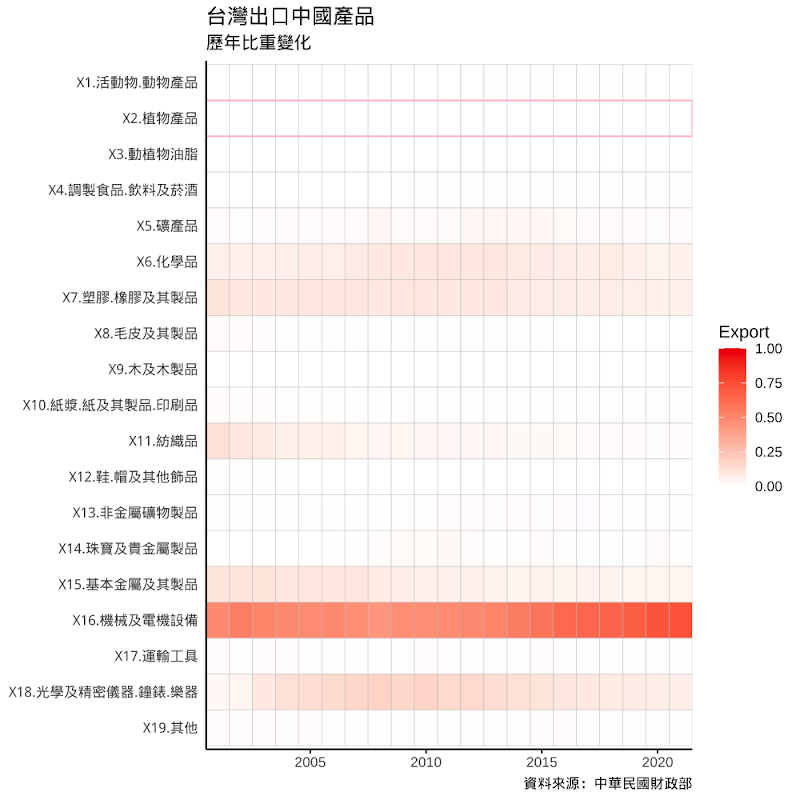 台灣出口中國產品
歷年比重變化
X1.活動物.動物產品
X2.植物產品
X3.動植物油脂
X4.調製食品.飲料及菸酒
X5.礦產品
X6.化學品
X7.塑膠.橡膠及其製品
X8.毛皮及其製品
X9.木及木製品
X10.紙漿.紙及其製品.印刷品
X11.紡織品
X12.鞋.帽及其他飾品
X13.非金屬礦物製品
X14.珠寶及貴金屬製品
X15.基本金屬及其製品
X16.機械及電機設備
X17.運輸工具
X18.光學及精密儀器.鐘錶.樂器
X19.其他
Export
1.00
0.75
0.50
0.25
0.00
2005 2010 2015 2020
資料來源：中華民國財政部